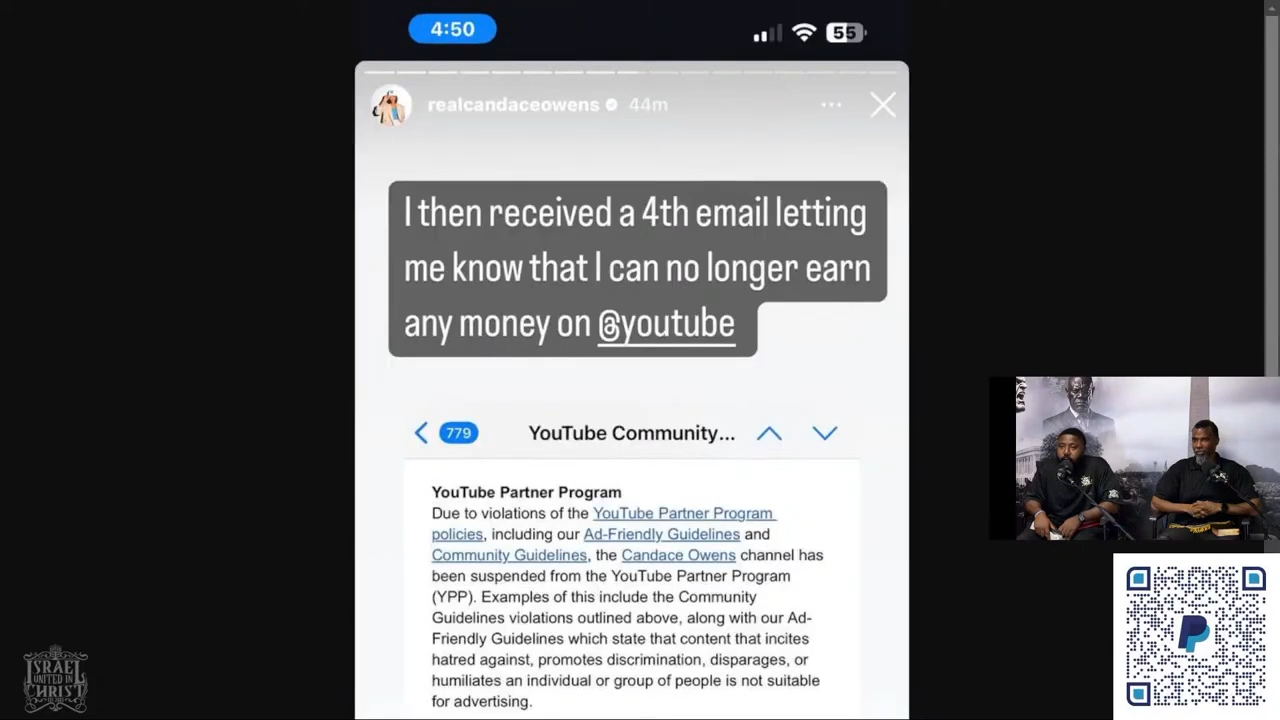 4:50
55
realcandaceowens 44m
I then received a 4th email letting
me know that I can no longer earn
any money on @youtube
779
YouTube Community...
YouTube Partner Program
Due to violations of the YouTube Partner Program
policies, including our Ad-Friendly Guidelines and
Community Guidelines, the Candace Owens channel has
been suspended from the YouTube Partner Program
(YPP). Examples of this include the Community
Guidelines violations outlined above, along with our Ad-
Friendly Guidelines which state that content that incites
hatred against, promotes discrimination, disparages, or
humiliates an individual or group of people is not suitable
for advertising.
ISRAEL
UNITED IN
CHRIST